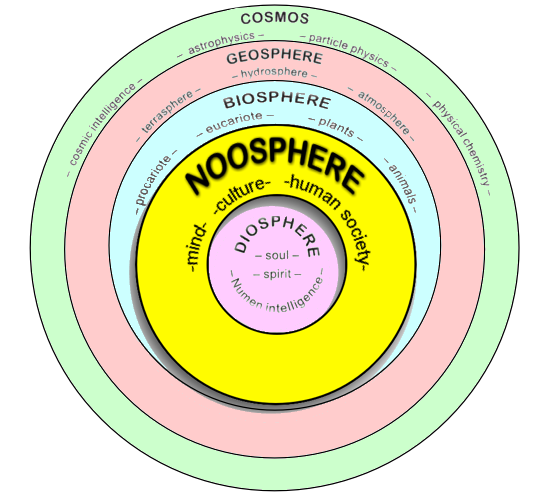 COSMOS
– astrophysics –
– particle physics –
– cosmic intelligence –
– physical chemistry –
GEOSPHERE
– hydrosphere –
– terrasphere –
– atmosphere –
BIOSPHERE
– eucariote –
– plants –
– procariote –
– animals –
NOOSPHERE
-mind-
-culture-
-human society-
DIOSPHERE
– soul –
– spirit –
– Numen intelligence –